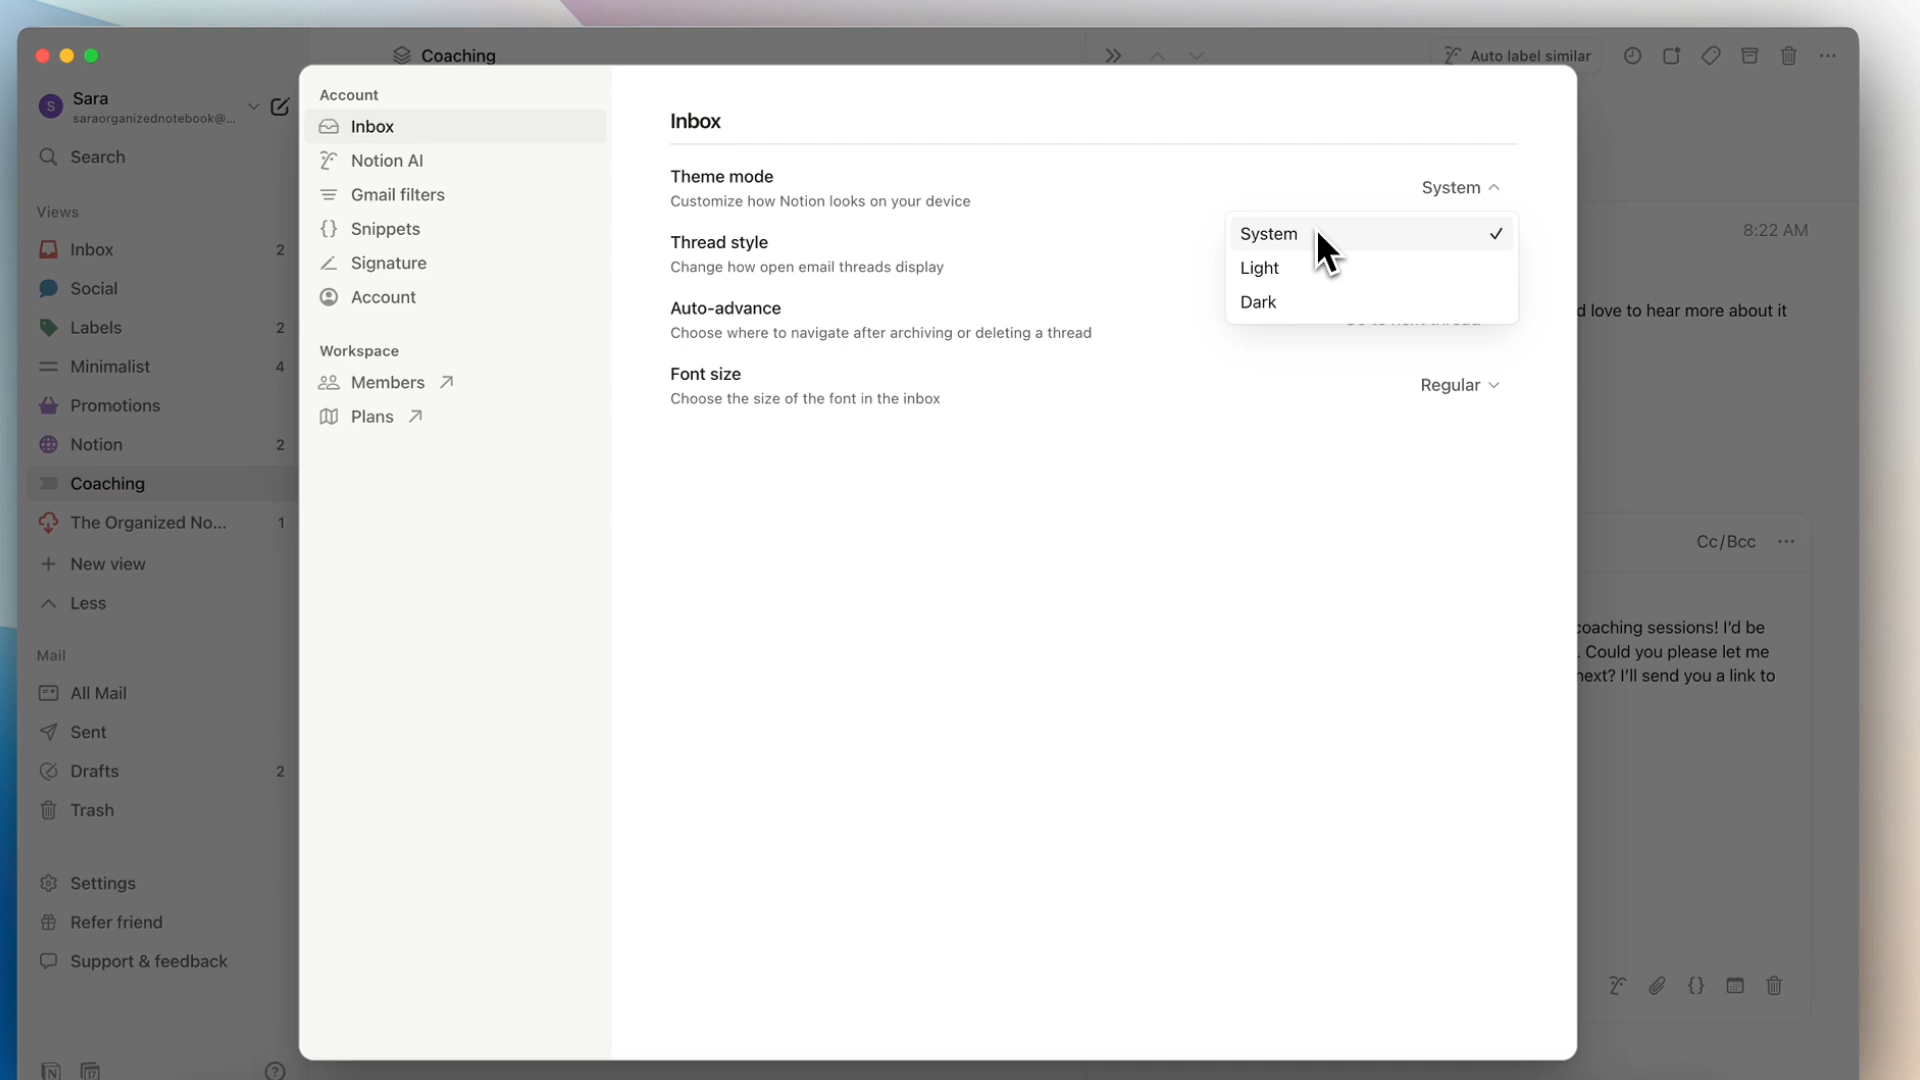 Coaching
Auto label similar
Sara
saraorganizednotebook@...
Search
Views
Inbox 2
Social
Labels 2
Minimalist 4
Promotions
Notion 2
Coaching
The Organized No... 1
New view
Less
Mail
All Mail
Sent
Drafts 2
Trash
Settings
Refer friend
Support & feedback
17
Account
Inbox
Notion AI
Gmail filters
Snippets
Signature
Account
Workspace
Members
Plans
Inbox
Theme mode
Customize how Notion looks on your device
System
System
Light
Dark
Thread style
Change how open email threads display
Auto-advance
Choose where to navigate after archiving or deleting a thread
Font size
Choose the size of the font in the inbox
Regular
8:22 AM
d love to hear more about it
Cc/Bcc
coaching sessions! I'd be
. Could you please let me
next? I'll send you a link to